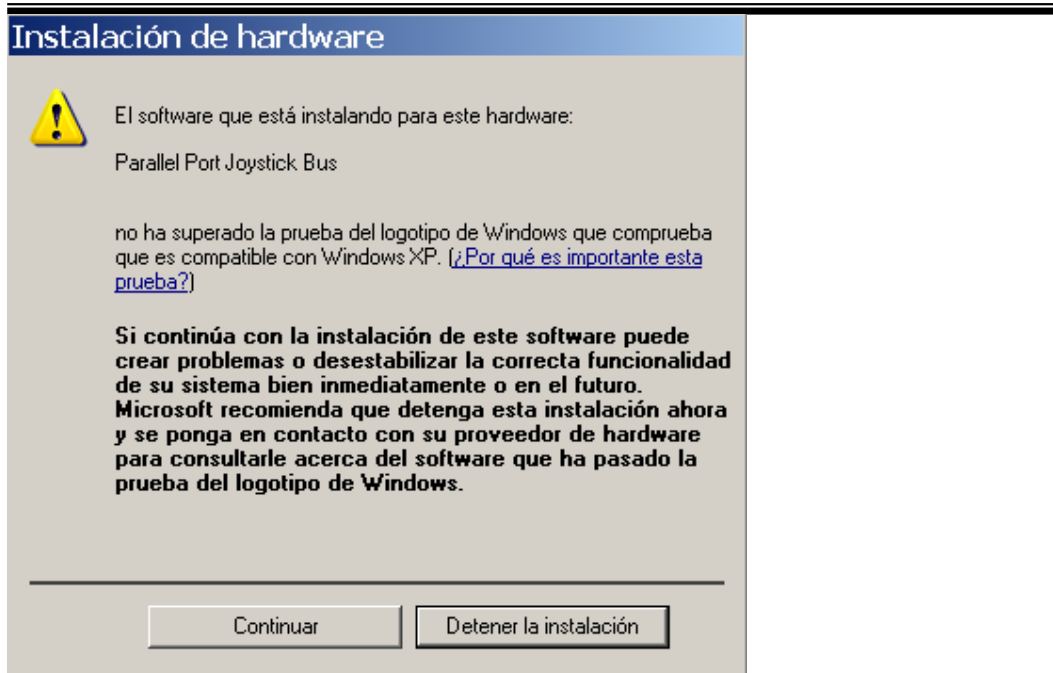 Instalación de hardware
El software que está instalando para este hardware:
Parallel Port Joystick Bus
no ha superado la prueba del logotipo de Windows que comprueba
que es compatible con Windows XP. (¿Por qué es importante esta
prueba?)
Si continúa con la instalación de este software puede
crear problemas o desestabilizar la correcta funcionalidad
de su sistema bien inmediatamente o en el futuro.
Microsoft recomienda que detenga esta instalación ahora
y se ponga en contacto con su proveedor de hardware
para consultarle acerca del software que ha pasado la
prueba del logotipo de Windows.
Continuar
Detener la instalación